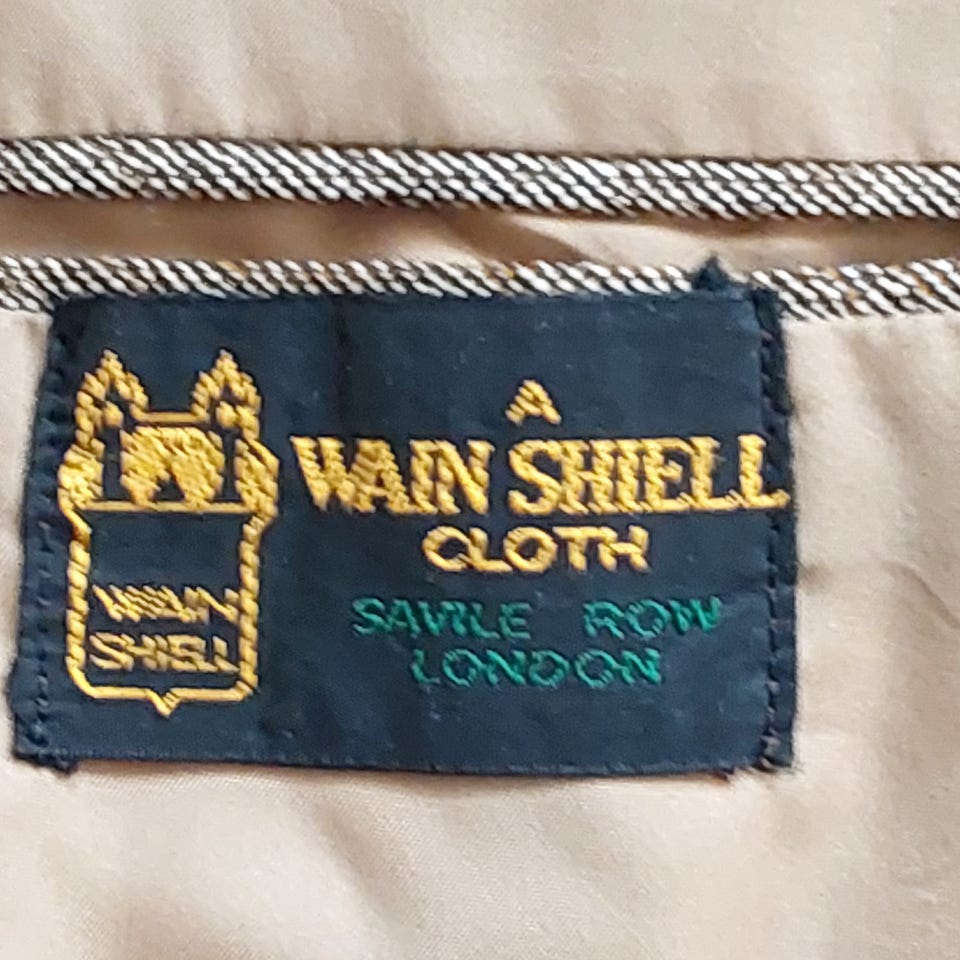 A
WAIN SHIELL
CLOTH
SAVILE ROW
LONDON
WAIN
SHIELL